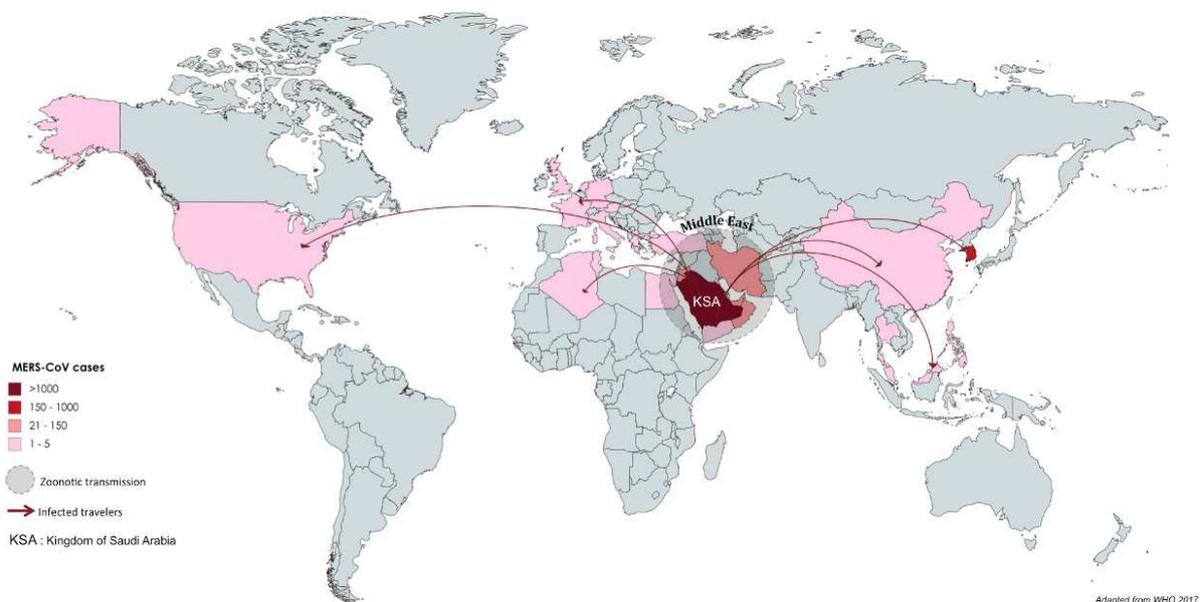 Middle East
KSA
MERS-CoV cases
>1000
150 - 1000
21 - 150
1 - 5
Zoonotic transmission
Infected travelers
KSA : Kingdom of Saudi Arabia
Adapted from WHO 2017